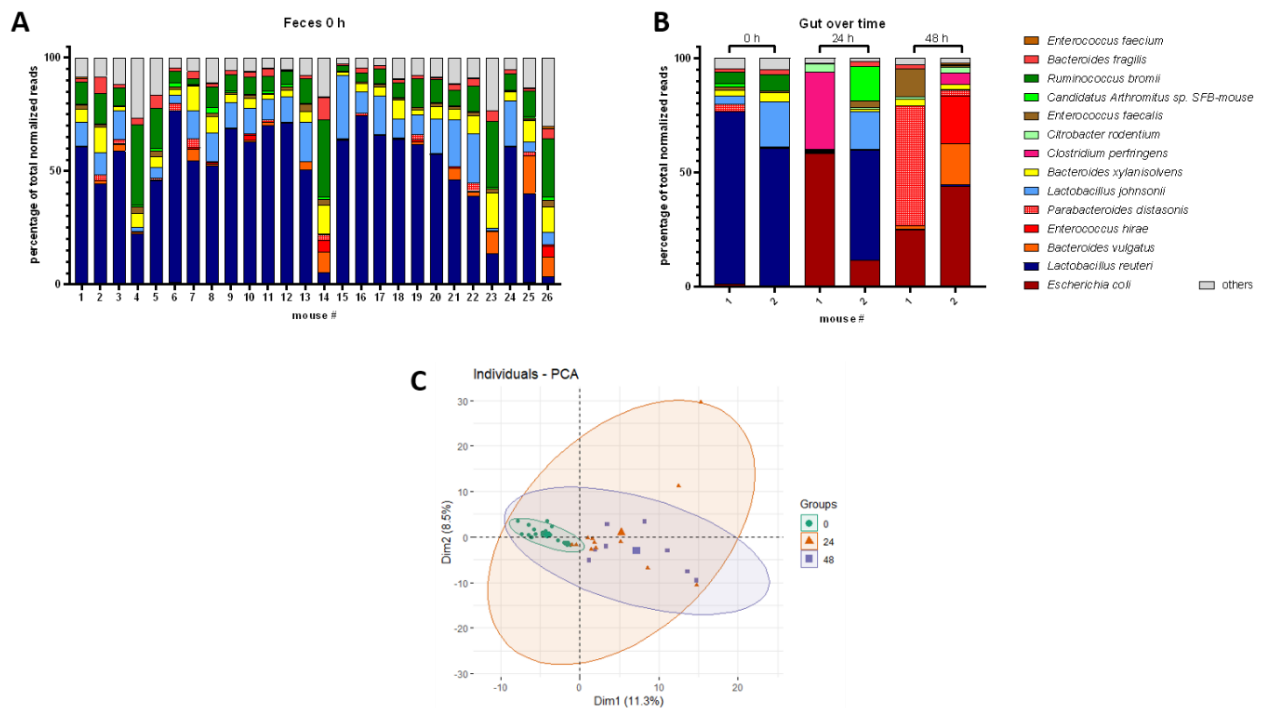 A
Feces 0 h
percentage of total normalized reads
100
50
0
1 2 3 4 5 6 7 8 9 10 11 12 13 14 15 16 17 18 19 20 21 22 23 24 25 26
mouse #
B
Gut over time
0 h 24 h 48 h
percentage of total normalized reads
100
50
0
1 2 1 2 1 2
mouse #
Enterococcus faecium
Bacteroides fragilis
Ruminococcus bromii
Candidatus Arthromitus sp. SFB-mouse
Enterococcus faecalis
Citrobacter rodentium
Clostridium perfringens
Bacteroides xylanisolvens
Lactobacillus johnsonii
Parabacteroides distasonis
Enterococcus hirae
Bacteroides vulgatus
Lactobacillus reuteri
Escherichia coli
others
C
Individuals - PCA
Dim2 (8.5%)
30
20
10
0
-10
-20
-30
-10 0 10 20
Dim1 (11.3%)
Groups
0
24
48